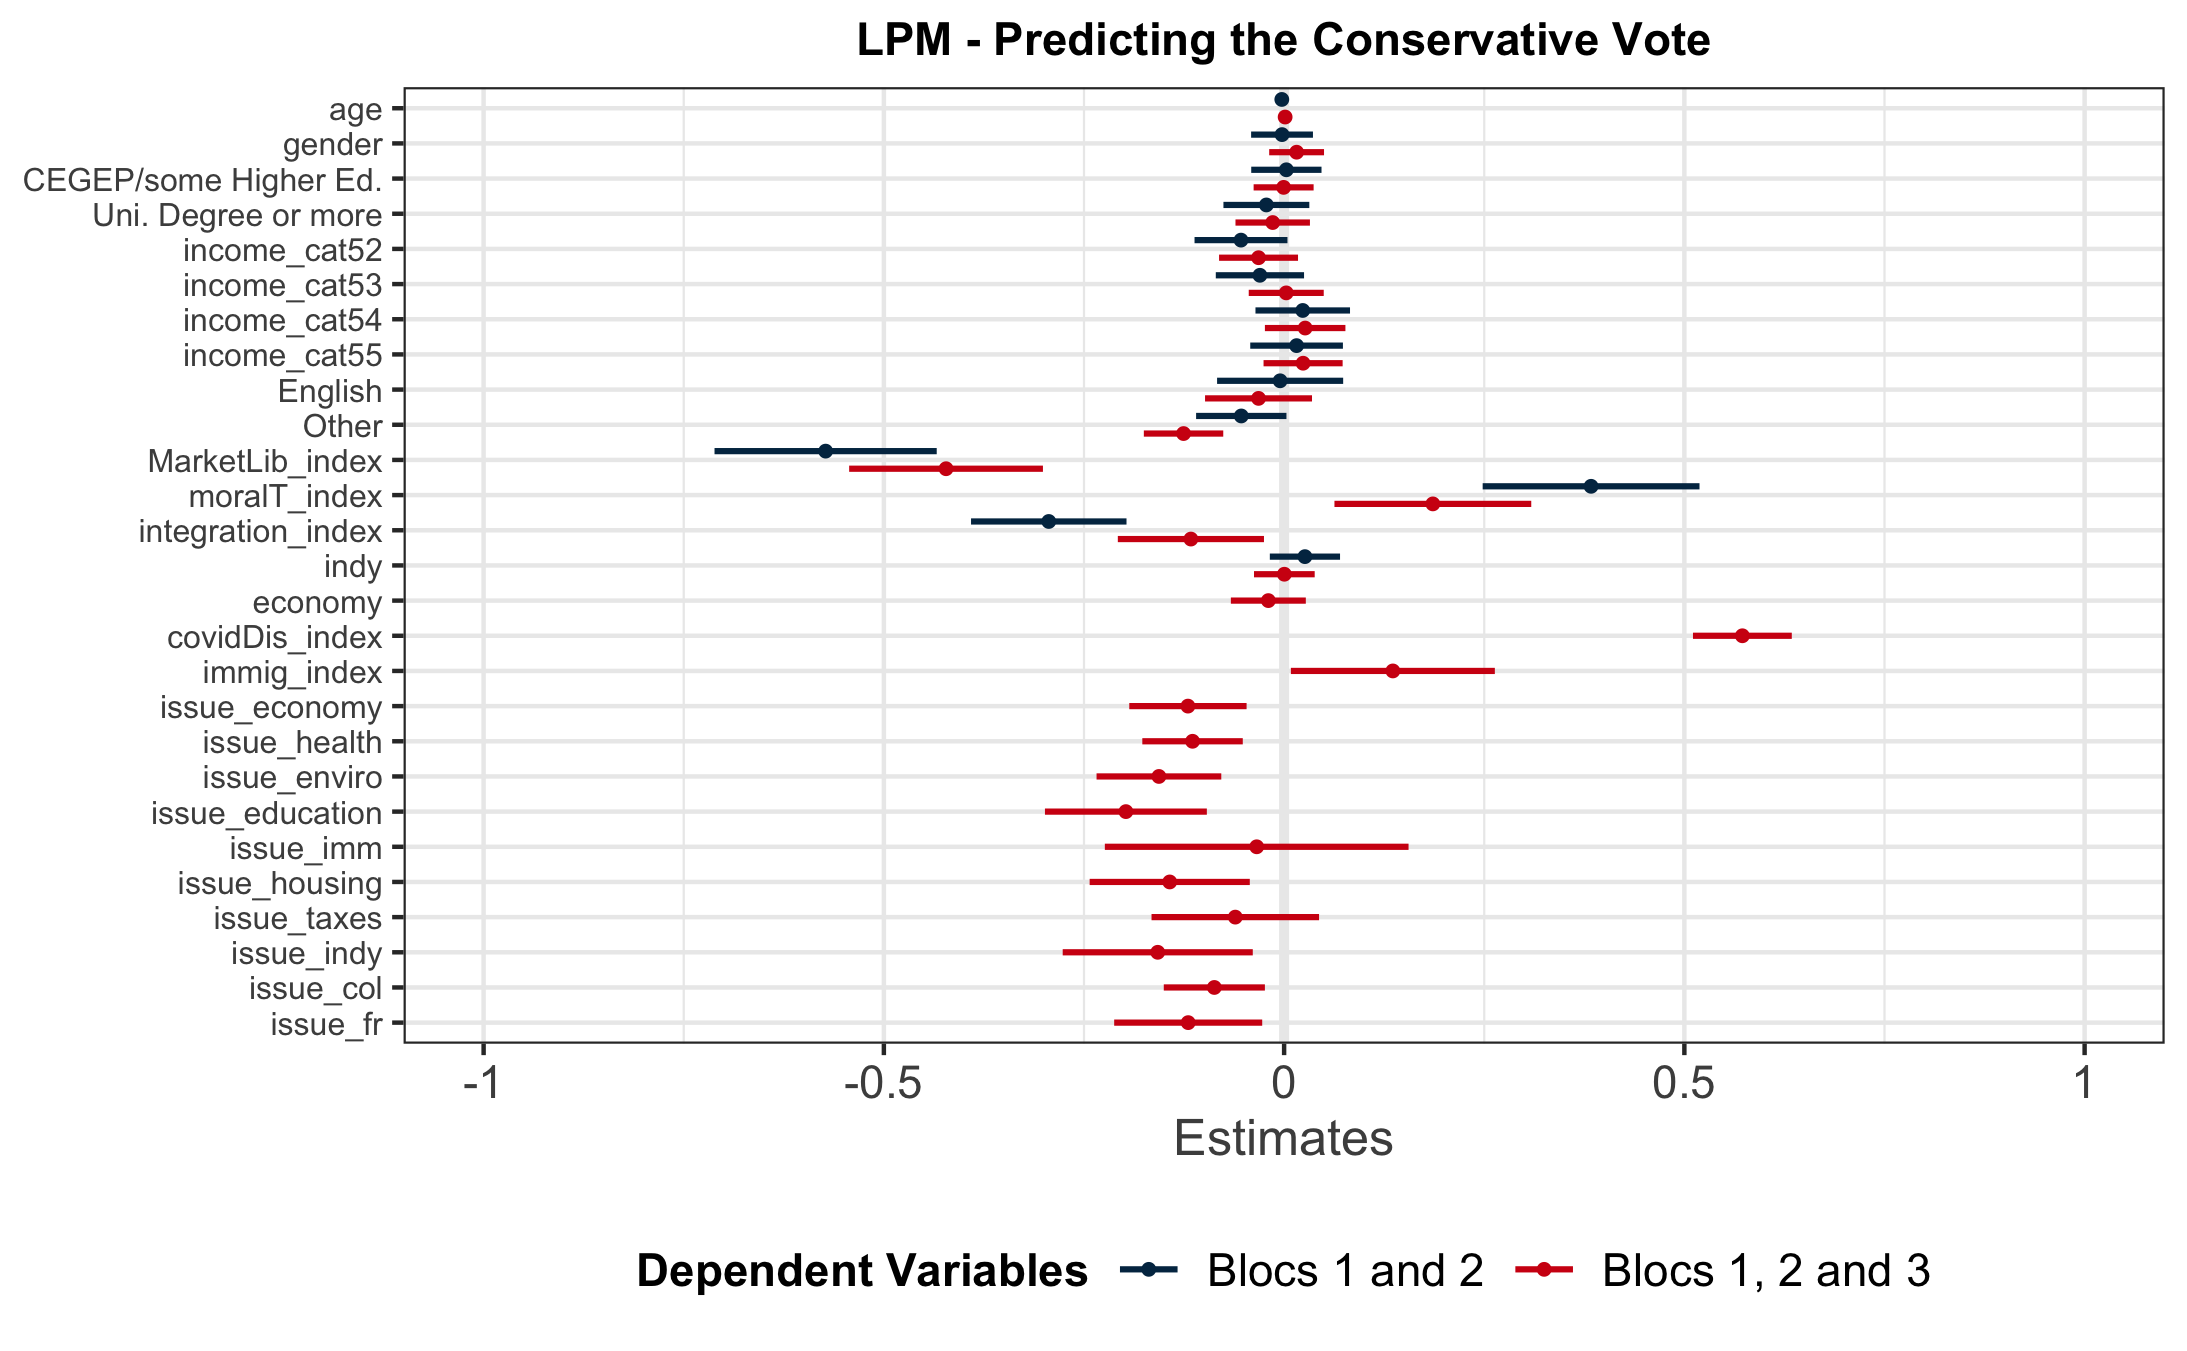 LPM - Predicting the Conservative Vote
age
gender
CEGEP/some Higher Ed.
Uni. Degree or more
income_cat52
income_cat53
income_cat54
income_cat55
English
Other
MarketLib_index
moralT_index
integration_index
indy
economy
covidDis_index
immig_index
issue_economy
issue_health
issue_enviro
issue_education
issue_imm
issue_housing
issue_taxes
issue_indy
issue_col
issue_fr
-1 -0.5 0 0.5 1
Estimates
Dependent Variables Blocs 1 and 2 Blocs 1, 2 and 3